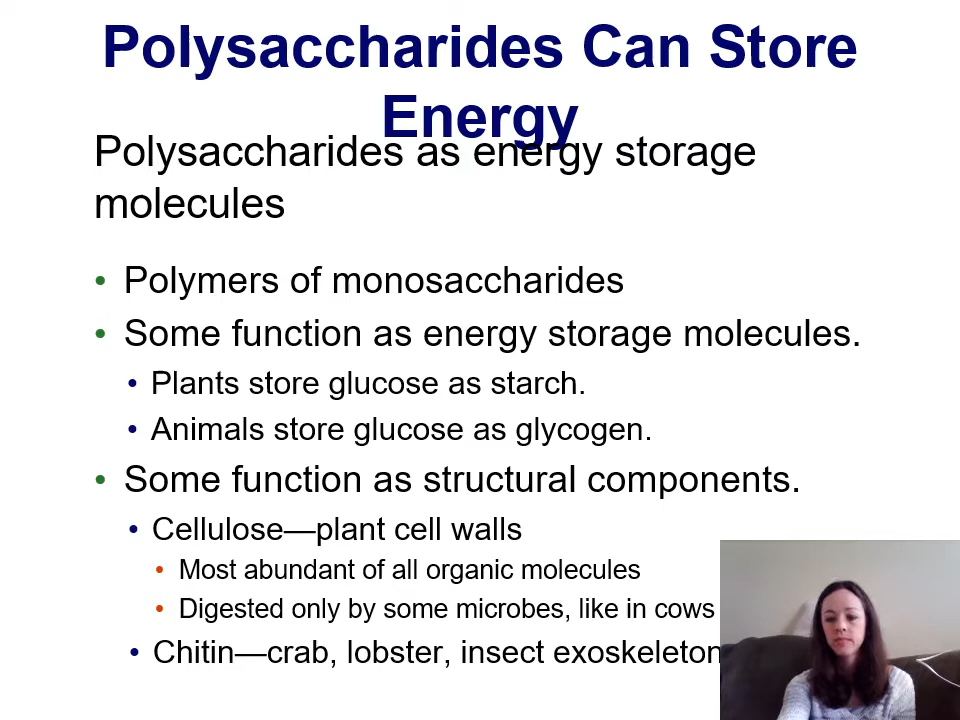 Polysaccharides Can Store
Energy
Polysaccharides as energy storage
molecules
• Polymers of monosaccharides
• Some function as energy storage molecules.
• Plants store glucose as starch.
• Animals store glucose as glycogen.
• Some function as structural components.
• Cellulose—plant cell walls
• Most abundant of all organic molecules
• Digested only by some microbes, like in cows
• Chitin—crab, lobster, insect exoskeleton